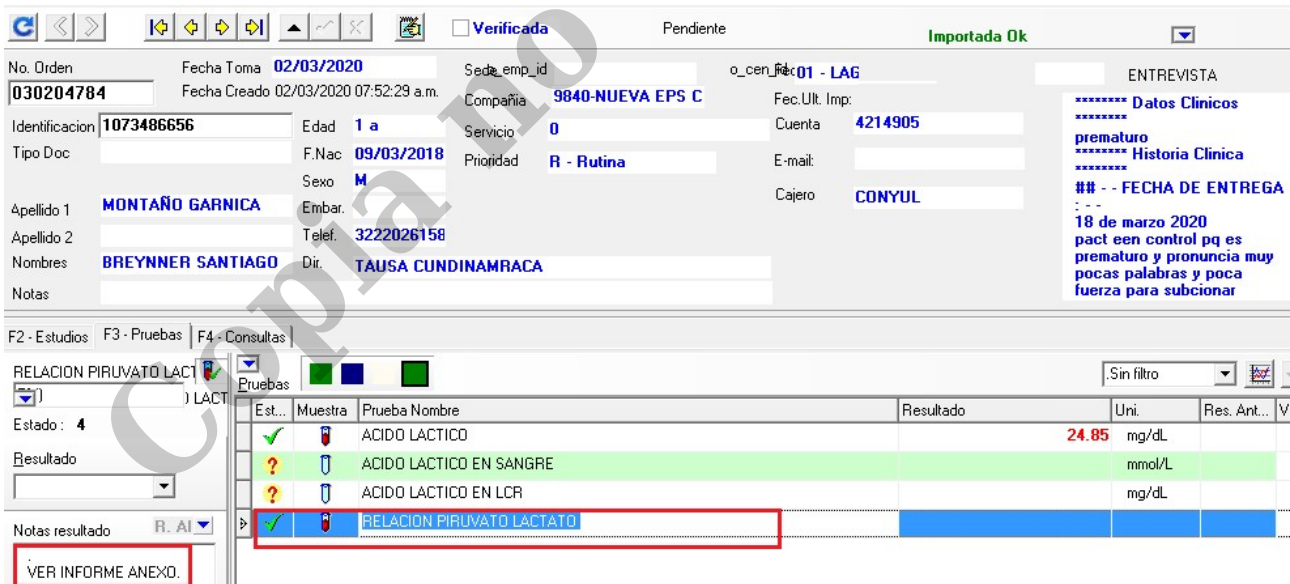 Verificada
Pendiente
Importada Ok
No. Orden
030204784
Fecha Toma 02/03/2020
Fecha Creado 02/03/2020 07:52:29 a.m.
Sede_emp_id
01 - LAG
ENTREVISTA
Compañia 9840-NUEVA EPS C
Fec.Ult. Imp:
Identificacion 1073486656
Edad 1 a
Servicio 0
Cuenta 4214905
Tipo Doc
F.Nac 09/03/2018
Prioridad R - Rutina
E-mail:
Sexo M
Cajero CONYUL
Apellido 1 MONTAÑO GARNICA
Embar.
Apellido 2
Telef. 3222026158
Nombres BREYNNER SANTIAGO
Dir. TAUSA CUNDINAMRACA
Notas
******** Datos Clinicos
********
prematuro
******** Historia Clinica
********
## - - FECHA DE ENTREGA
: - -
18 de marzo 2020
pact een control pq es
prematuro y pronuncia muy
pocas palabras y poca
fuerza para subcionar
Copia no
F2 - Estudios F3 - Pruebas F4 - Consultas
RELACION PIRUVATO LACT
) LACT
Estado : 4
Resultado
Notas resultado R. Al
.
VER INFORME ANEXO.
Pruebas
.Sin filtro
Est... Muestra Prueba Nombre Resultado Uni. Res. Ant... V
ACIDO LACTICO 24.85 mg/dL
ACIDO LACTICO EN SANGRE mmol/L
ACIDO LACTICO EN LCR mg/dL
RELACION PIRUVATO LACTATO